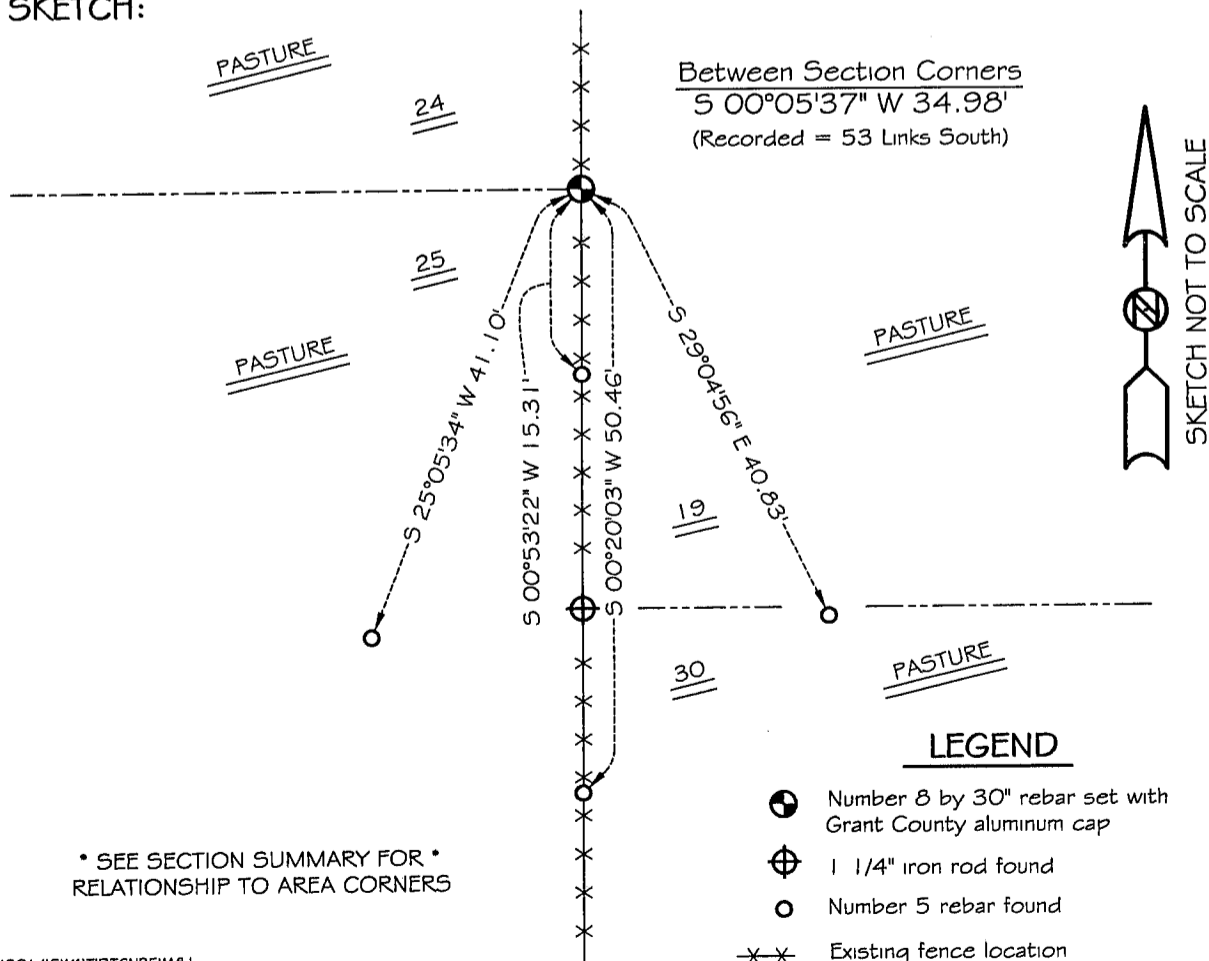 SKETCH:
PASTURE
24
Between Section Corners
S 00°05'37" W 34.98'
(Recorded = 53 Links South)
SKETCH NOT TO SCALE
N
25
PASTURE
PASTURE
S 25°05'34" W 41.10'
S 00°53'22" W 15.31'
S 00°20'03" W 50.46'
S 29°04'56" E 40.83'
19
30
PASTURE
LEGEND
Number 8 by 30" rebar set with
Grant County aluminum cap
1 1/4" iron rod found
Number 5 rebar found
Existing fence location
* SEE SECTION SUMMARY FOR *
RELATIONSHIP TO AREA CORNERS